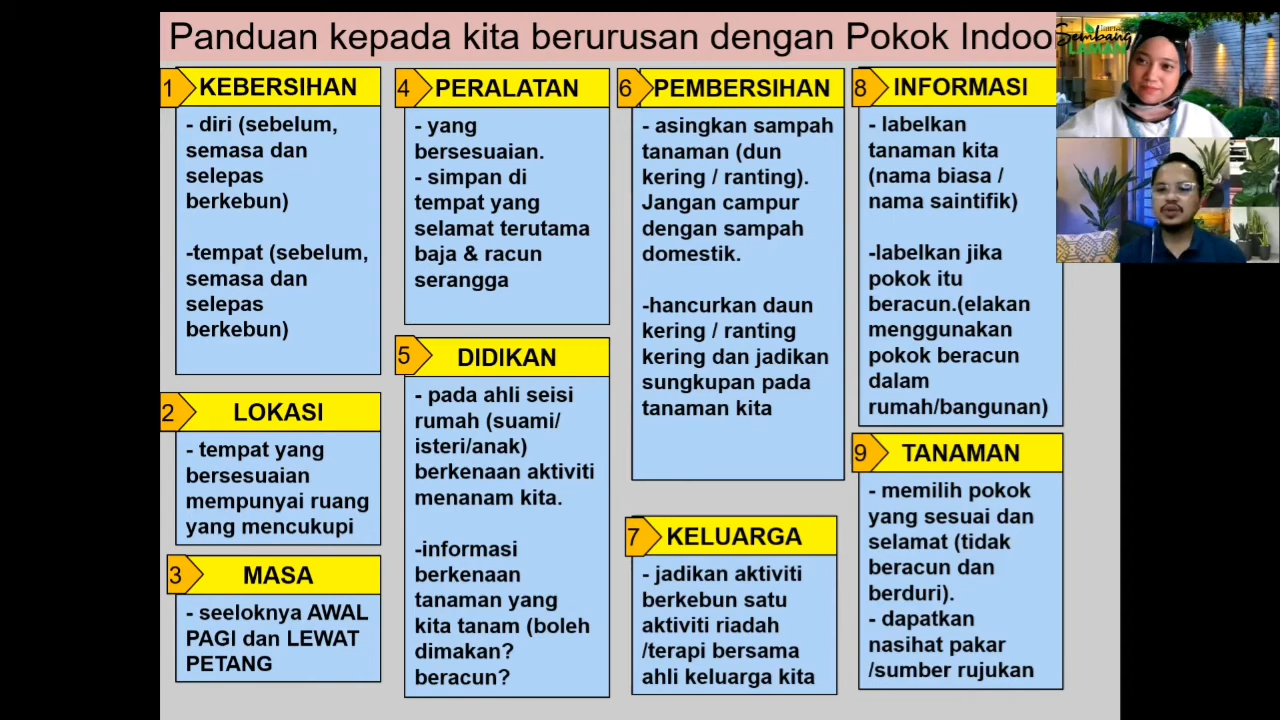 Panduan kepada kita berurusan dengan Pokok Indoo
Sembang
LAMAN
1
KEBERSIHAN
- diri (sebelum,
semasa dan
selepas
berkebun)
-tempat (sebelum,
semasa dan
selepas
berkebun)
2
LOKASI
- tempat yang
bersesuaian
mempunyai ruang
yang mencukupi
3
MASA
- seeloknya AWAL
PAGI dan LEWAT
PETANG
4
PERALATAN
- yang
bersesuaian.
- simpan di
tempat yang
selamat terutama
baja & racun
serangga
5
DIDIKAN
- pada ahli seisi
rumah (suami/
isteri/anak)
berkenaan aktiviti
menanam kita.
-informasi
berkenaan
tanaman yang
kita tanam (boleh
dimakan?
beracun?
6
PEMBERSIHAN
- asingkan sampah
tanaman (dun
kering / ranting).
Jangan campur
dengan sampah
domestik.
-hancurkan daun
kering / ranting
kering dan jadikan
sungkupan pada
tanaman kita
7
KELUARGA
- jadikan aktiviti
berkebun satu
aktiviti riadah
/terapi bersama
ahli keluarga kita
8
INFORMASI
- labelkan
tanaman kita
(nama biasa /
nama saintifik)
-labelkan jika
pokok itu
beracun.(elakan
menggunakan
pokok beracun
dalam
rumah/bangunan)
9
TANAMAN
- memilih pokok
yang sesuai dan
selamat (tidak
beracun dan
berduri).
- dapatkan
nasihat pakar
/sumber rujukan